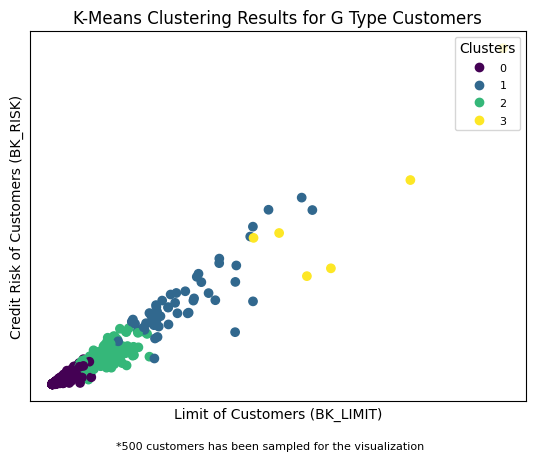 K-Means Clustering Results for G Type Customers
Clusters
0
1
2
3
Credit Risk of Customers (BK_RISK)
Limit of Customers (BK_LIMIT)
*500 customers has been sampled for the visualization